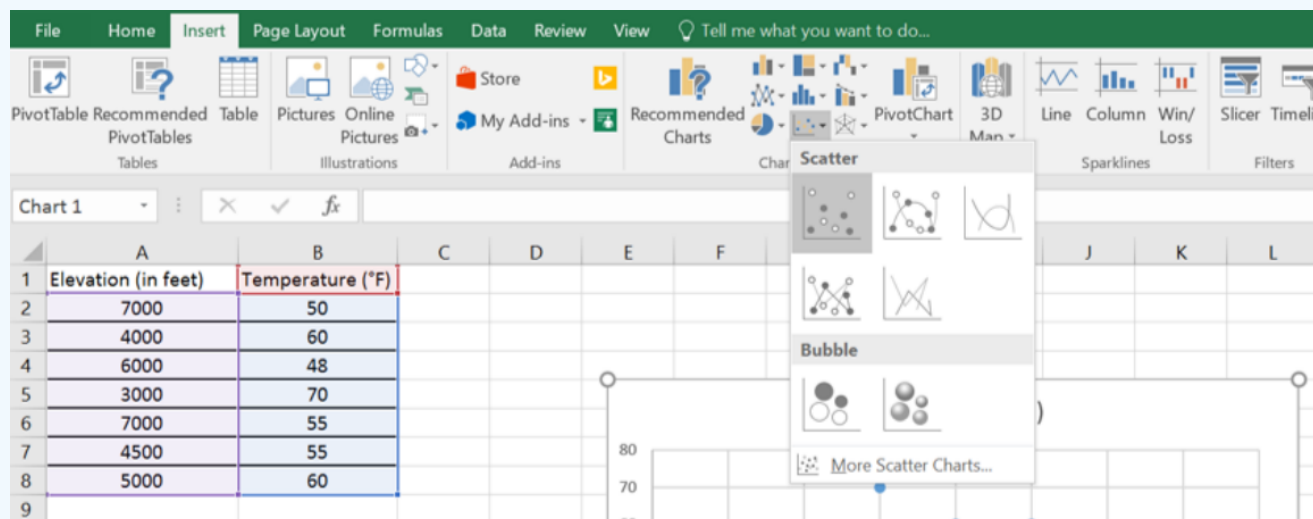 File Home Insert Page Layout Formulas Data Review View Tell me what you want to do...
PivotTable Recommended PivotTables Table Pictures Online Pictures Store My Add-ins Recommended Charts PivotChart 3D Map Line Column Win/Loss Slicer Timeli
Tables Illustrations Add-ins Char Sparklines Filters
Scatter
Chart 1 fx
A B C D E F J K L
1 Elevation (in feet) Temperature (°F)
2 7000 50
3 4000 60
4 6000 48
5 3000 70
6 7000 55
7 4500 55
8 5000 60
9
Bubble
More Scatter Charts...
)
80
70